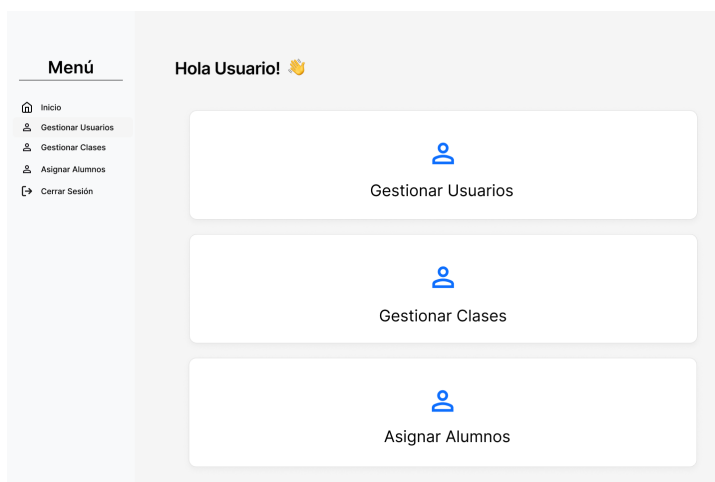 Menú
Inicio
Gestionar Usuarios
Gestionar Clases
Asignar Alumnos
Cerrar Sesión
Hola Usuario! 👋
Gestionar Usuarios
Gestionar Clases
Asignar Alumnos